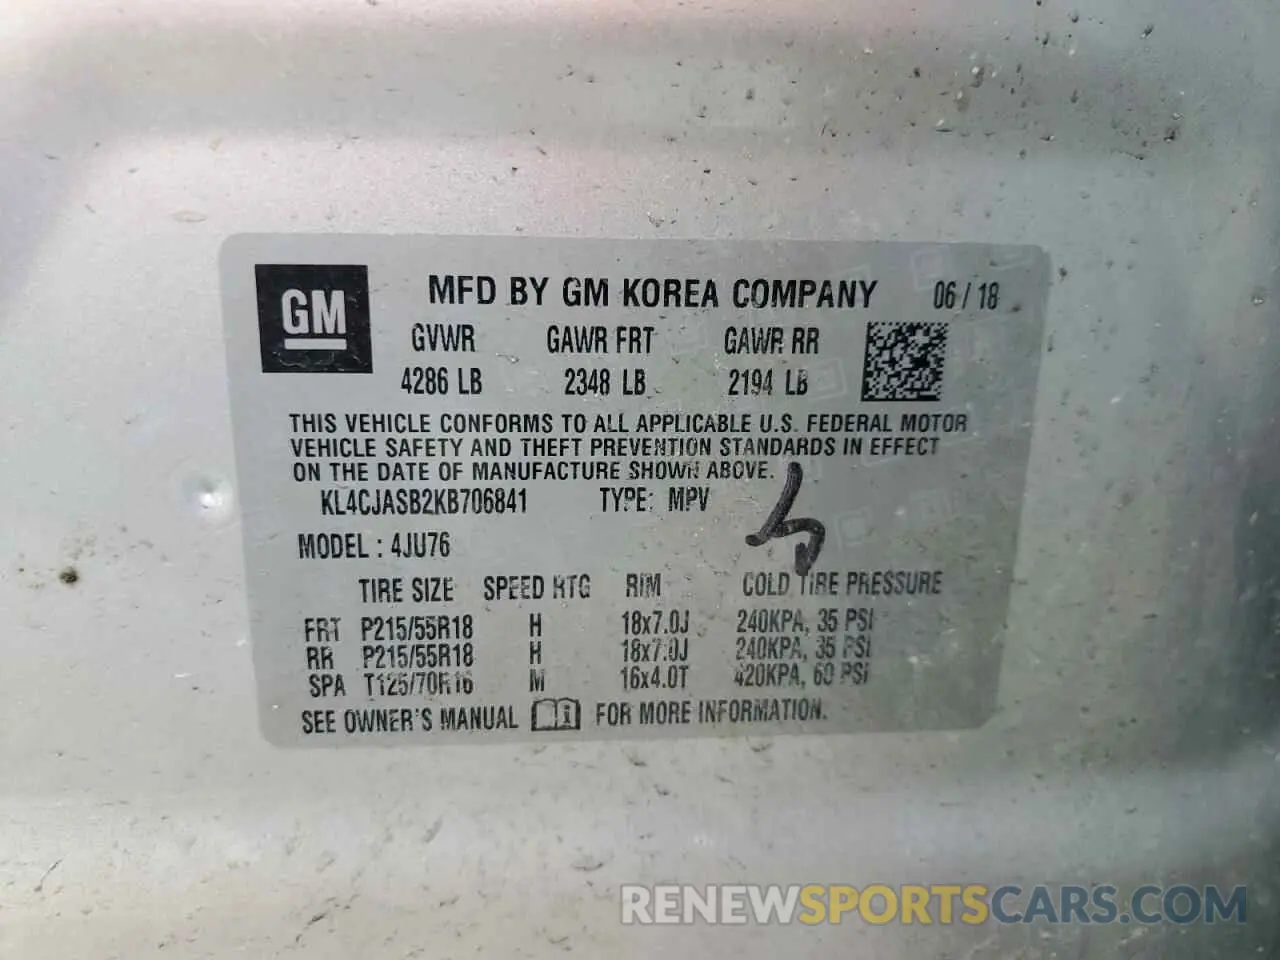 GM
MFD BY GM KOREA COMPANY 06/18
GVWR GAWR FRT GAWR RR
4286 LB 2348 LB 2194 LB
THIS VEHICLE CONFORMS TO ALL APPLICABLE U.S. FEDERAL MOTOR
VEHICLE SAFETY AND THEFT PREVENTION STANDARDS IN EFFECT
ON THE DATE OF MANUFACTURE SHOWN ABOVE.
KL4CJASB2KB706841 TYPE: MPV
MODEL: 4JU76
TIRE SIZE SPEED RTG RIM COLD TIRE PRESSURE
FRT P215/55R18 H 18x7.0J 240KPA, 35 PSI
RR P215/55R18 H 18x7.0J 240KPA, 35 PSI
SPA T125/70R16 M 16x4.0T 420KPA, 60 PSI
SEE OWNER'S MANUAL FOR MORE INFORMATION.
RENEWSPORTSCARS.COM